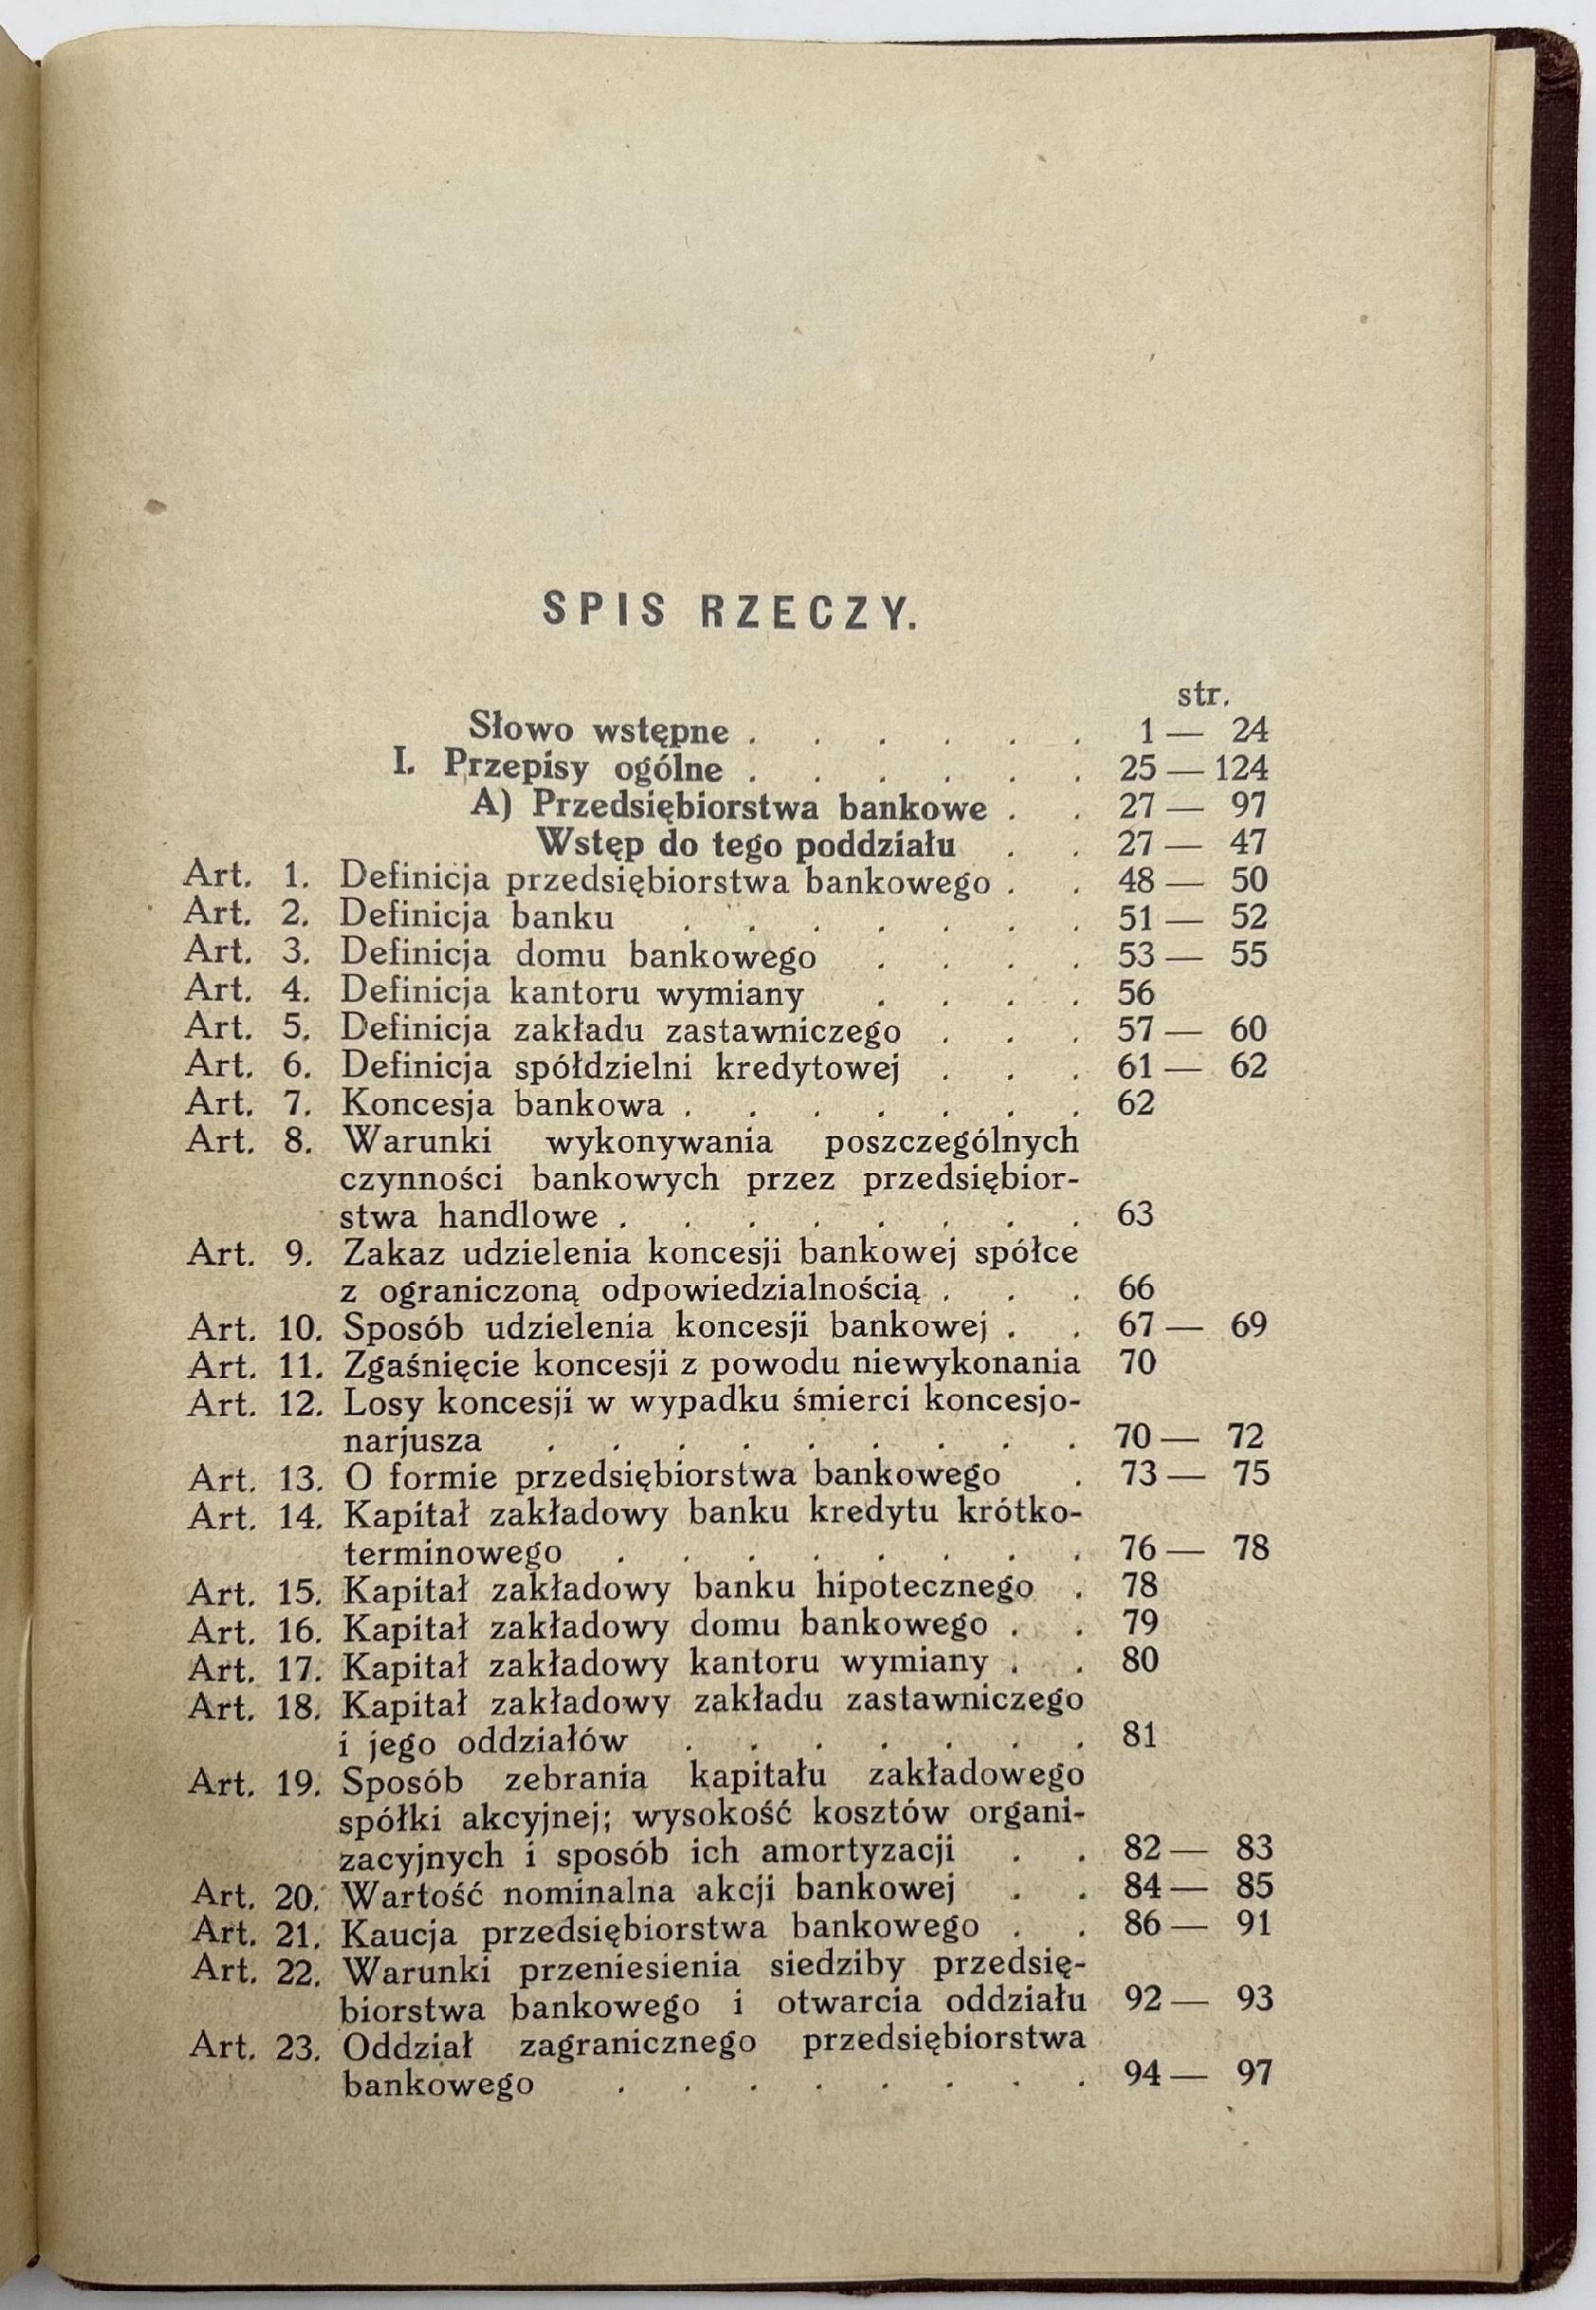 SPIS RZECZY.
str.
Słowo wstępne . . . . . . 1 — 24
I. Przepisy ogólne . . . . . . 25 — 124
A) Przedsiębiorstwa bankowe . . 27 — 97
Wstęp do tego poddziału . . 27 — 47
Art. 1. Definicja przedsiębiorstwa bankowego . . 48 — 50
Art. 2. Definicja banku . . . . . . . 51 — 52
Art. 3. Definicja domu bankowego . . . . 53 — 55
Art. 4. Definicja kantoru wymiany . . . . 56
Art. 5. Definicja zakładu zastawniczego . . . 57 — 60
Art. 6. Definicja spółdzielni kredytowej . . . 61 — 62
Art. 7. Koncesja bankowa . . . . . . . 62
Art. 8. Warunki wykonywania poszczególnych
czynności bankowych przez przedsiębior-
stwa handlowe . . . . . . . . 63
Art. 9. Zakaz udzielenia koncesji bankowej spółce
z ograniczoną odpowiedzialnością . . . 66
Art. 10. Sposób udzielenia koncesji bankowej . . 67 — 69
Art. 11. Zgaśnięcie koncesji z powodu niewykonania 70
Art. 12. Losy koncesji w wypadku śmierci koncesjo-
narjusza . . . . . . . . . 70 — 72
Art. 13. O formie przedsiębiorstwa bankowego . 73 — 75
Art. 14. Kapitał zakładowy banku kredytu krótko-
terminowego . . . . . . . . 76 — 78
Art. 15. Kapitał zakładowy banku hipotecznego . 78
Art. 16. Kapitał zakładowy domu bankowego . . 79
Art. 17. Kapitał zakładowy kantoru wymiany . . 80
Art. 18. Kapitał zakładowy zakładu zastawniczego
i jego oddziałów . . . . . . . 81
Art. 19. Sposób zebrania kapitału zakładowego
spółki akcyjnej; wysokość kosztów organi-
zacyjnych i sposób ich amortyzacji . . 82 — 83
Art. 20. Wartość nominalna akcji bankowej . . 84 — 85
Art. 21. Kaucja przedsiębiorstwa bankowego . . 86 — 91
Art. 22. Warunki przeniesienia siedziby przedsię-
biorstwa bankowego i otwarcia oddziału 92 — 93
Art. 23. Oddział zagranicznego przedsiębiorstwa
bankowego . . . . . . . . 94 — 97